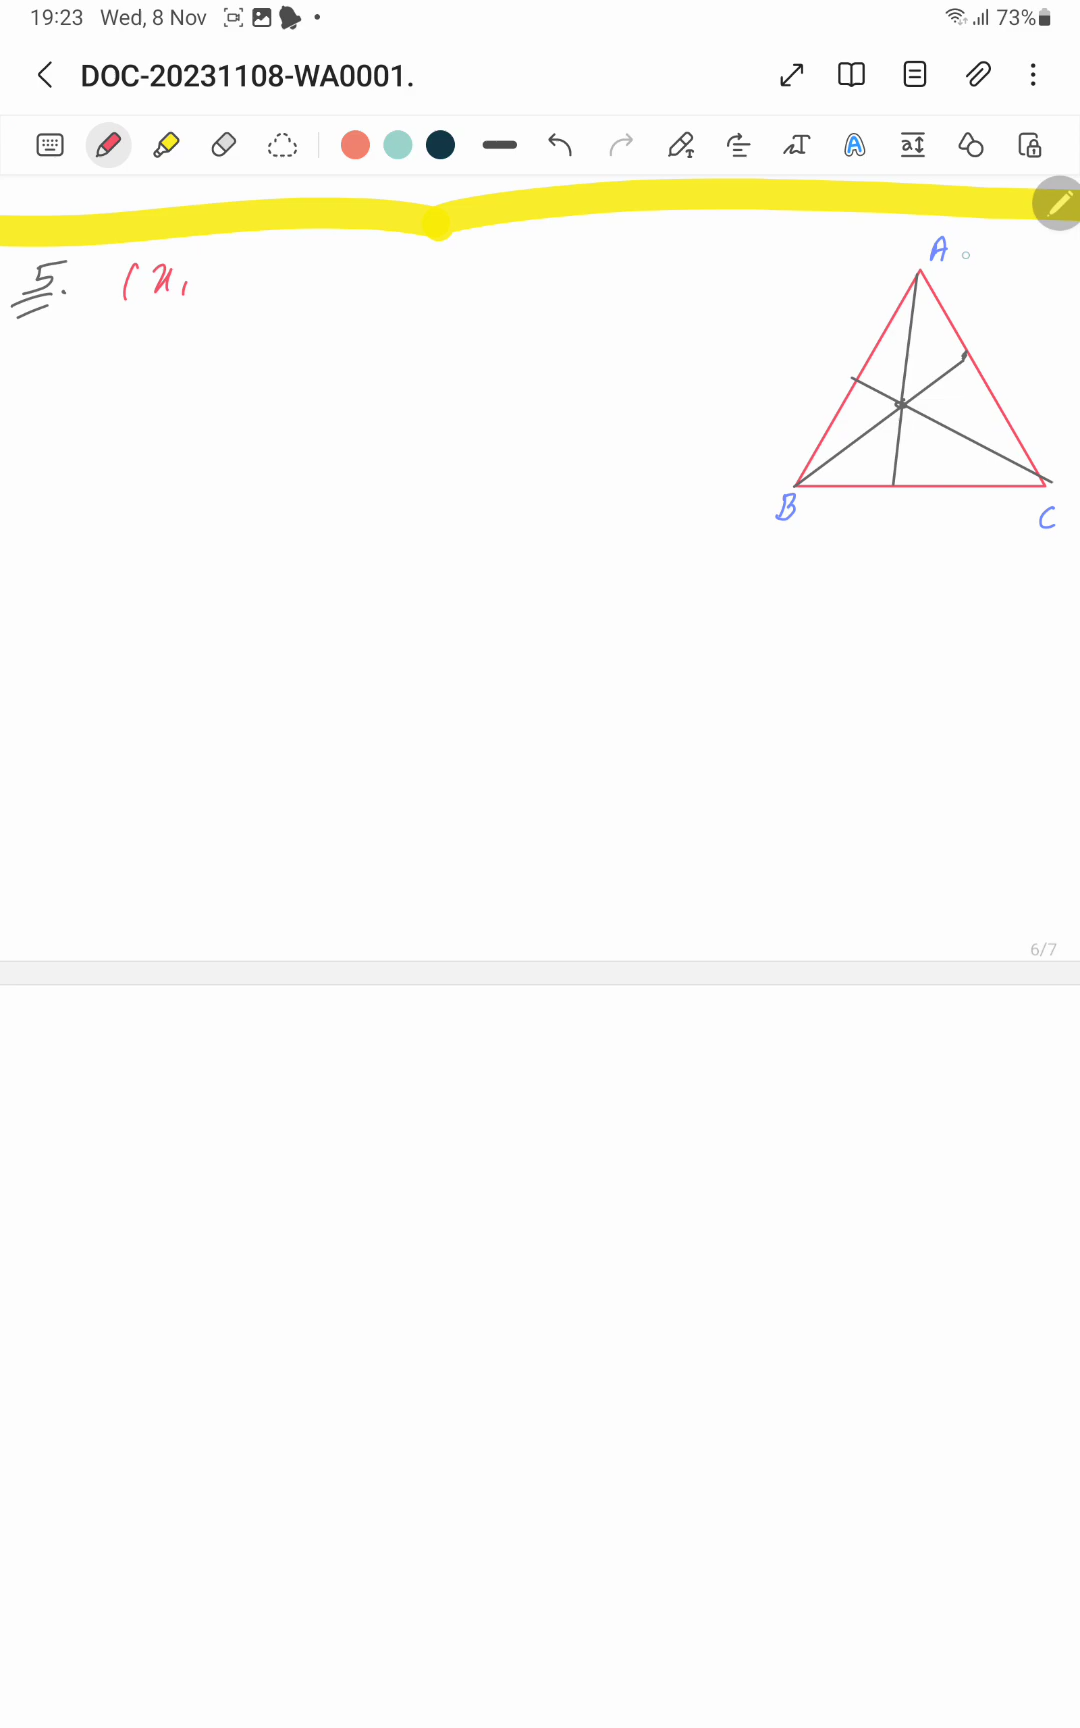 19:23 Wed, 8 Nov 73%
DOC-20231108-WA0001.
5. (x,
A
B
C
6/7